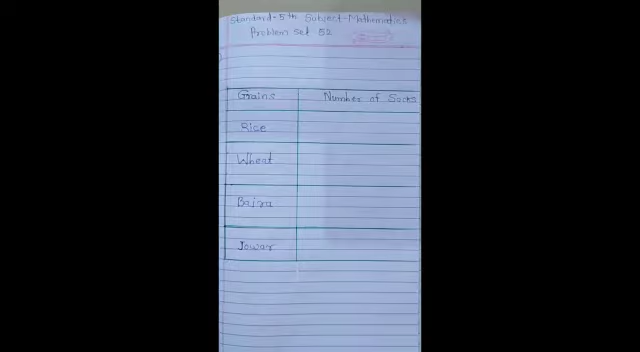 Standard-5th Subject-Mathematics
Problem Set 52
Grains Number of Sacks
Rice
Wheat
Bajra
Jowar